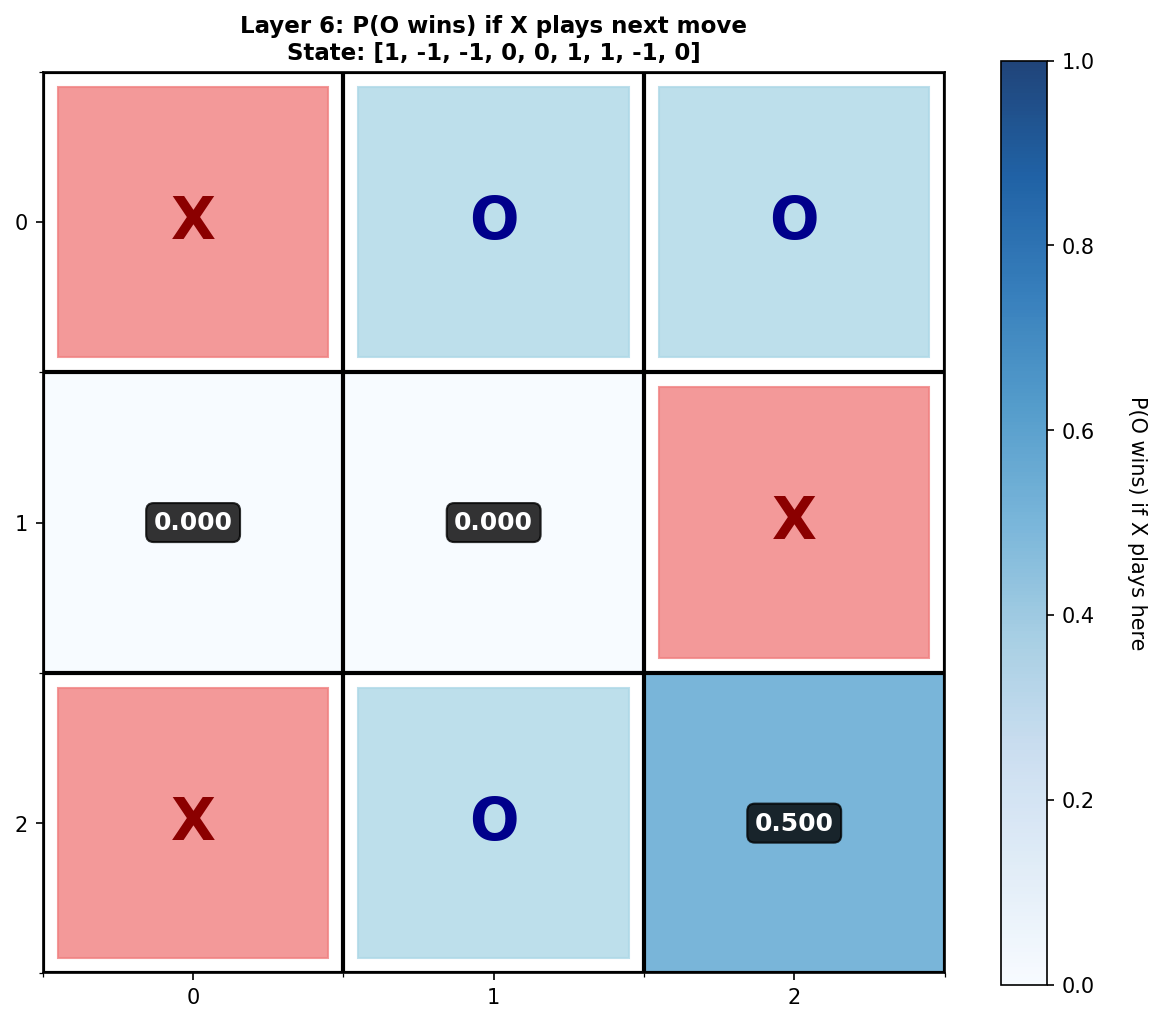 Layer 6: P(O wins) if X plays next move
State: [1, -1, -1, 0, 0, 1, 1, -1, 0]
X O O
0.000 0.000 X
X O 0.500
0
1
2
0 1 2
1.0
0.8
0.6
0.4
0.2
0.0
P(O wins) if X plays here